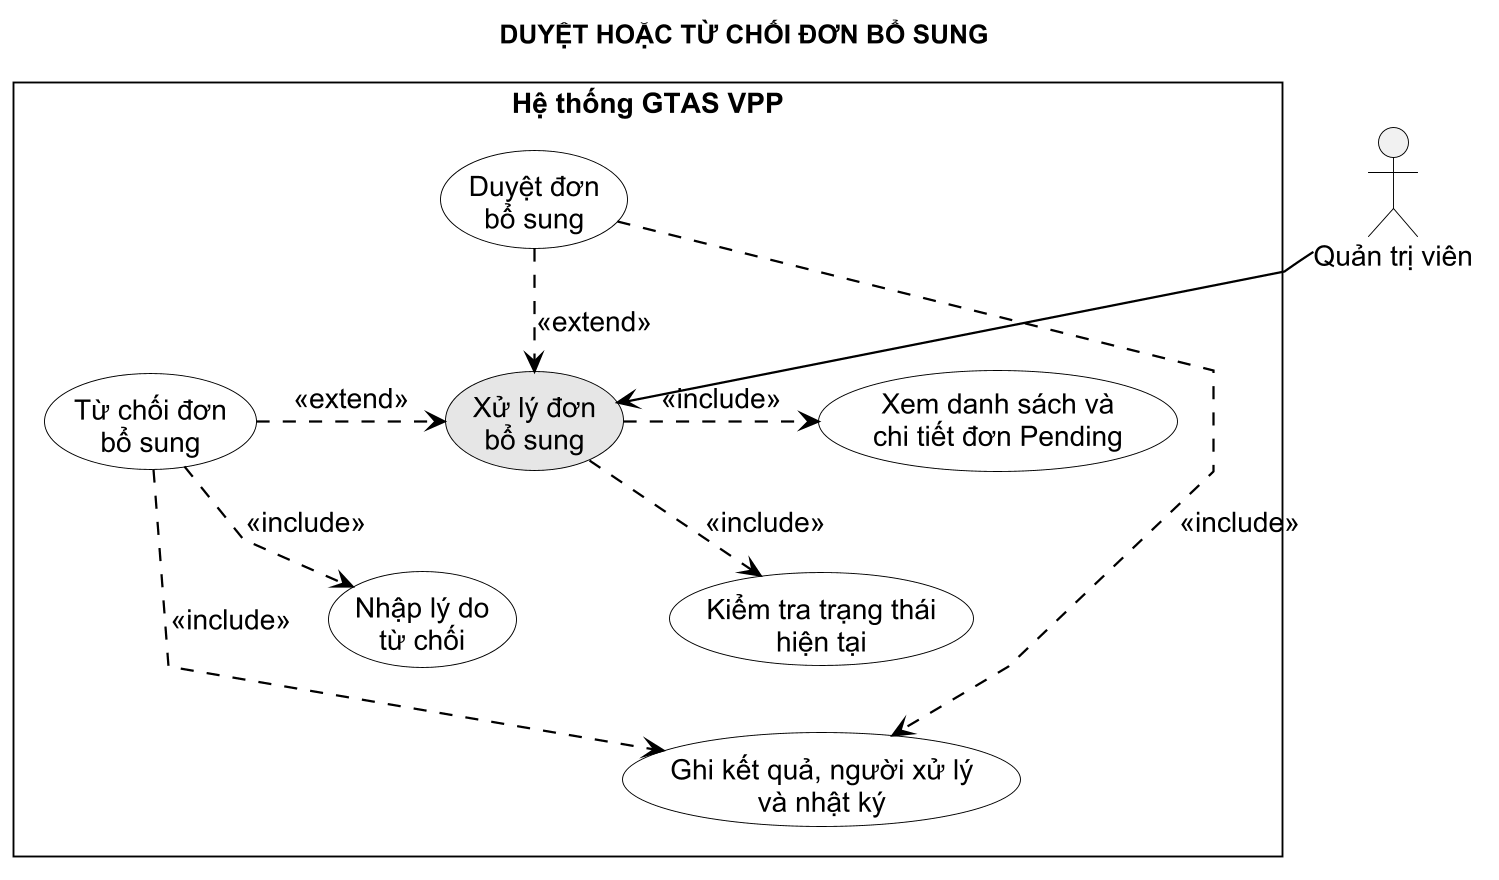 DUYỆT HOẶC TỪ CHỐI ĐƠN BỔ SUNG
Hệ thống GTAS VPP
Duyệt đơn
bổ sung
Quản trị viên
«extend»
Từ chối đơn
bổ sung
«extend»
Xử lý đơn
bổ sung
«include»
Xem danh sách và
chi tiết đơn Pending
«include»
«include»
«include»
Nhập lý do
từ chối
«include»
Kiểm tra trạng thái
hiện tại
Ghi kết quả, người xử lý
và nhật ký